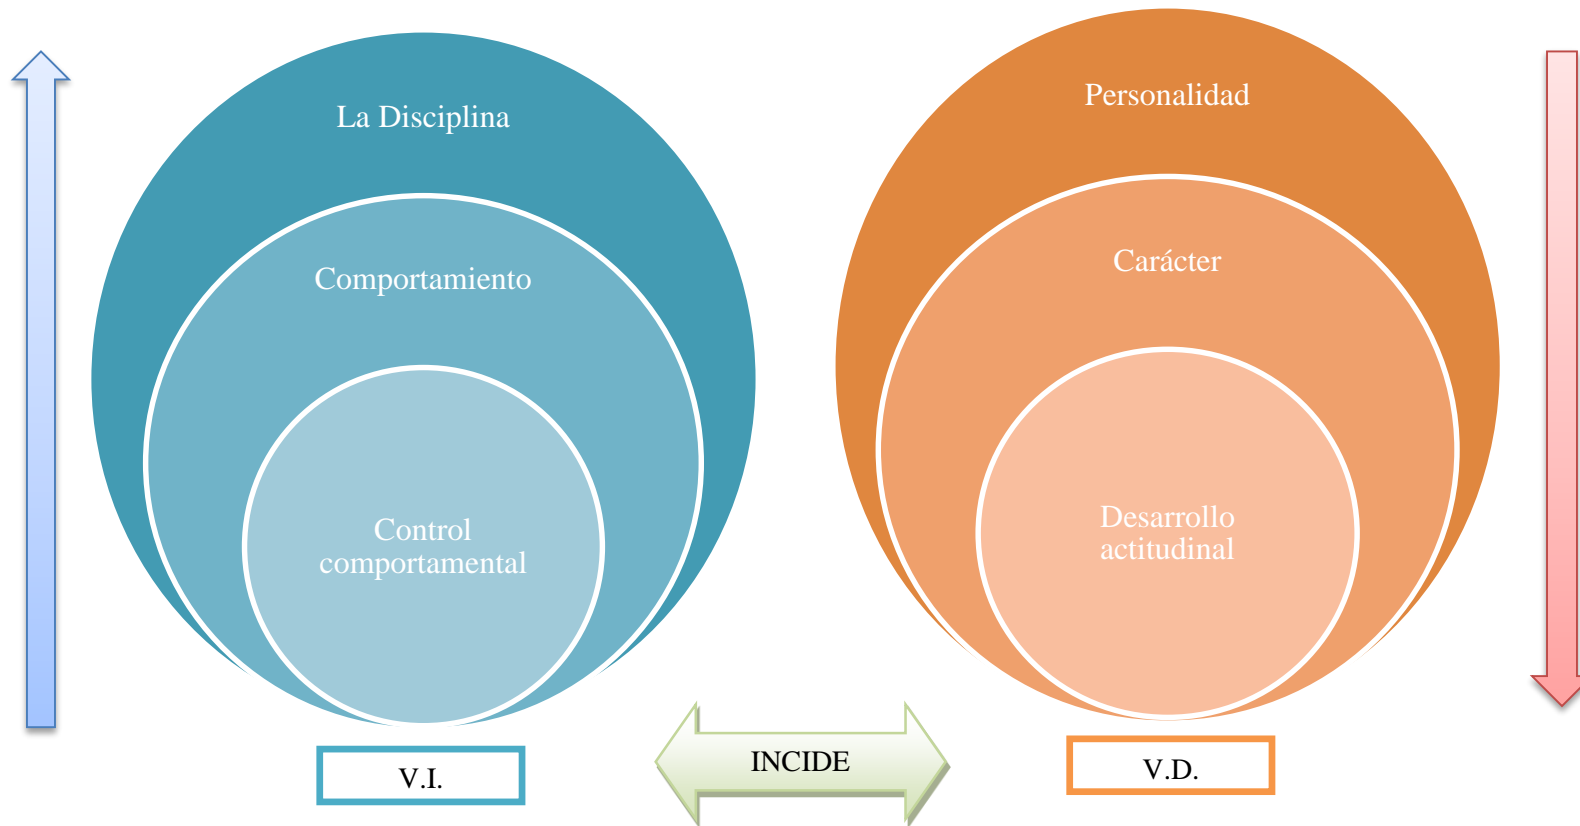 La Disciplina
Comportamiento
Control
comportamental
Personalidad
Carácter
Desarrollo
actitudinal
V.I.
INCIDE
V.D.